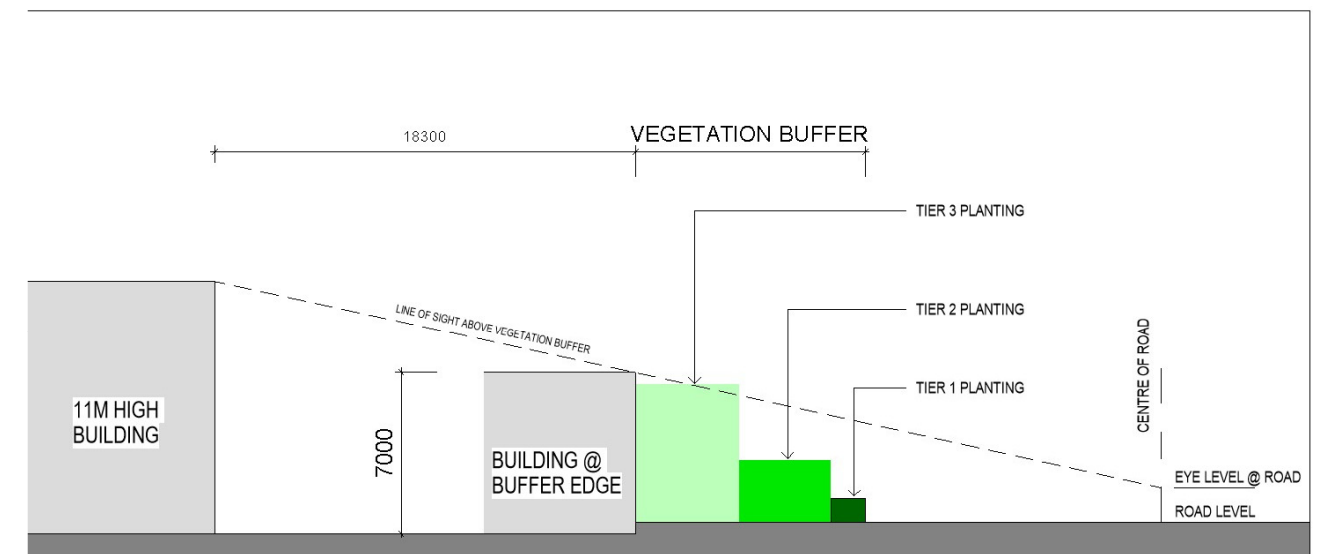 18300
VEGETATION BUFFER
TIER 3 PLANTING
LINE OF SIGHT ABOVE VEGETATION BUFFER
TIER 2 PLANTING
CENTRE OF ROAD
TIER 1 PLANTING
11M HIGH
BUILDING
7000
BUILDING @
BUFFER EDGE
EYE LEVEL @ ROAD
ROAD LEVEL